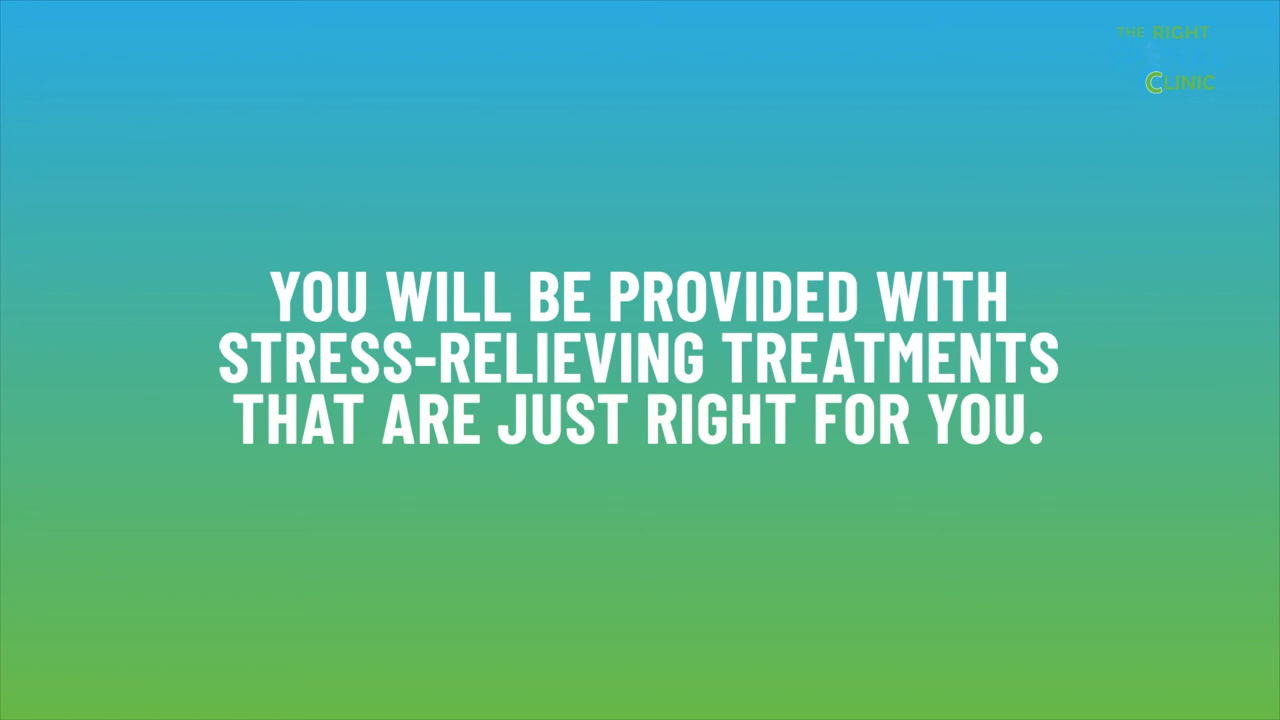 THE RIGHT
CLINIC
YOU WILL BE PROVIDED WITH
STRESS-RELIEVING TREATMENTS
THAT ARE JUST RIGHT FOR YOU.